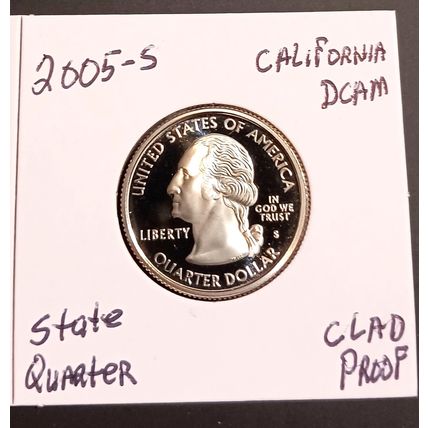 2005-S
CALIFORNIA
DCAM
UNITED STATES OF AMERICA
IN
GOD WE
TRUST
LIBERTY
S
QUARTER DOLLAR
State
Quarter
CLAD
PROOF